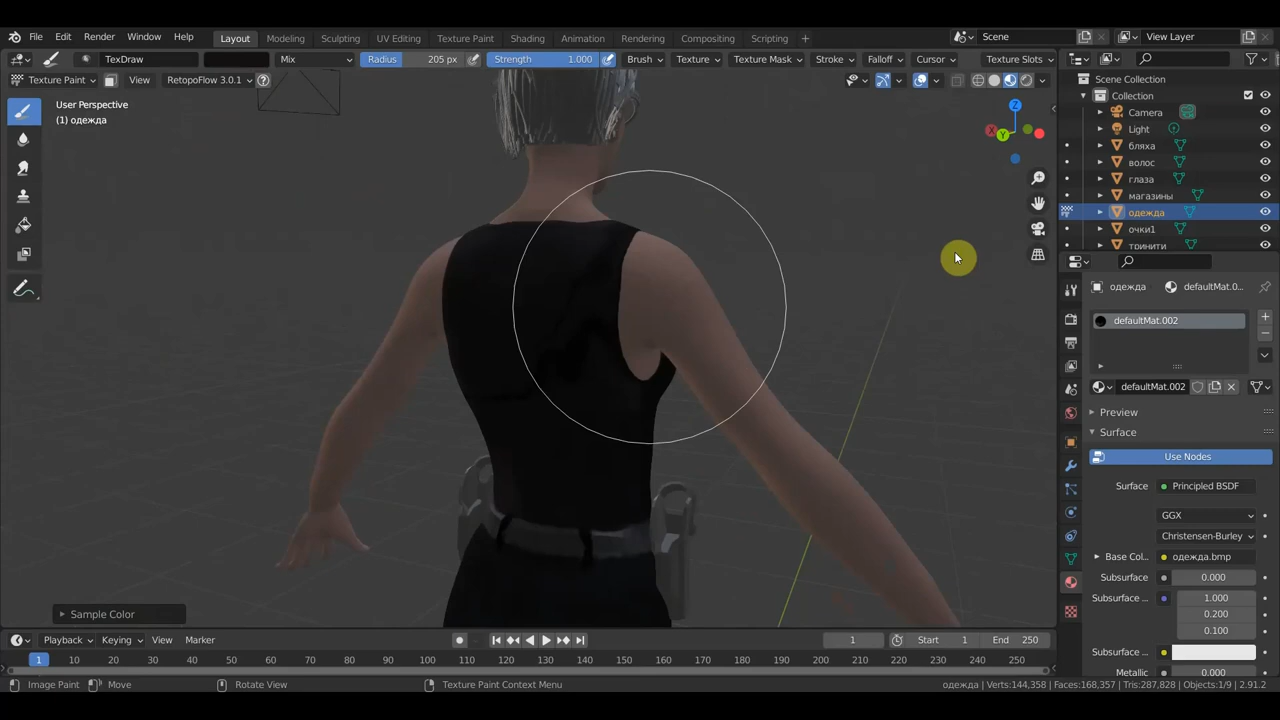 File Edit Render Window Help Layout Modeling Sculpting UV Editing Texture Paint Shading Animation Rendering Compositing Scripting + Scene View Layer
TexDraw Mix Radius 205 px Strength 1.000 Brush Texture Texture Mask Stroke Falloff Cursor Texture Slots
Texture Paint View RetopoFlow 3.0.1 ?
User Perspective
(1) одежда
Z
X
Y
Scene Collection
Collection
Camera
Light
бляха
волос
глаза
магазины
одежда
очки1
тринити
одежда defaultMat.0...
defaultMat.002
defaultMat.002
Preview
Surface
Use Nodes
Surface Principled BSDF
GGX
Christensen-Burley
Base Col... одежда.bmp
Subsurface 0.000
Subsurface ... 1.000
0.200
0.100
Subsurface ..
Metallic 0.000
Sample Color
Playback Keying View Marker 1 Start 1 End 250
1 10 20 30 40 50 60 70 80 90 100 110 120 130 140 150 160 170 180 190 200 210 220 230 240 250
Image Paint Move Rotate View Texture Paint Context Menu одежда | Verts:144,358 | Faces:168,357 | Tris:287,828 | Objects:1/9 | 2.91.2